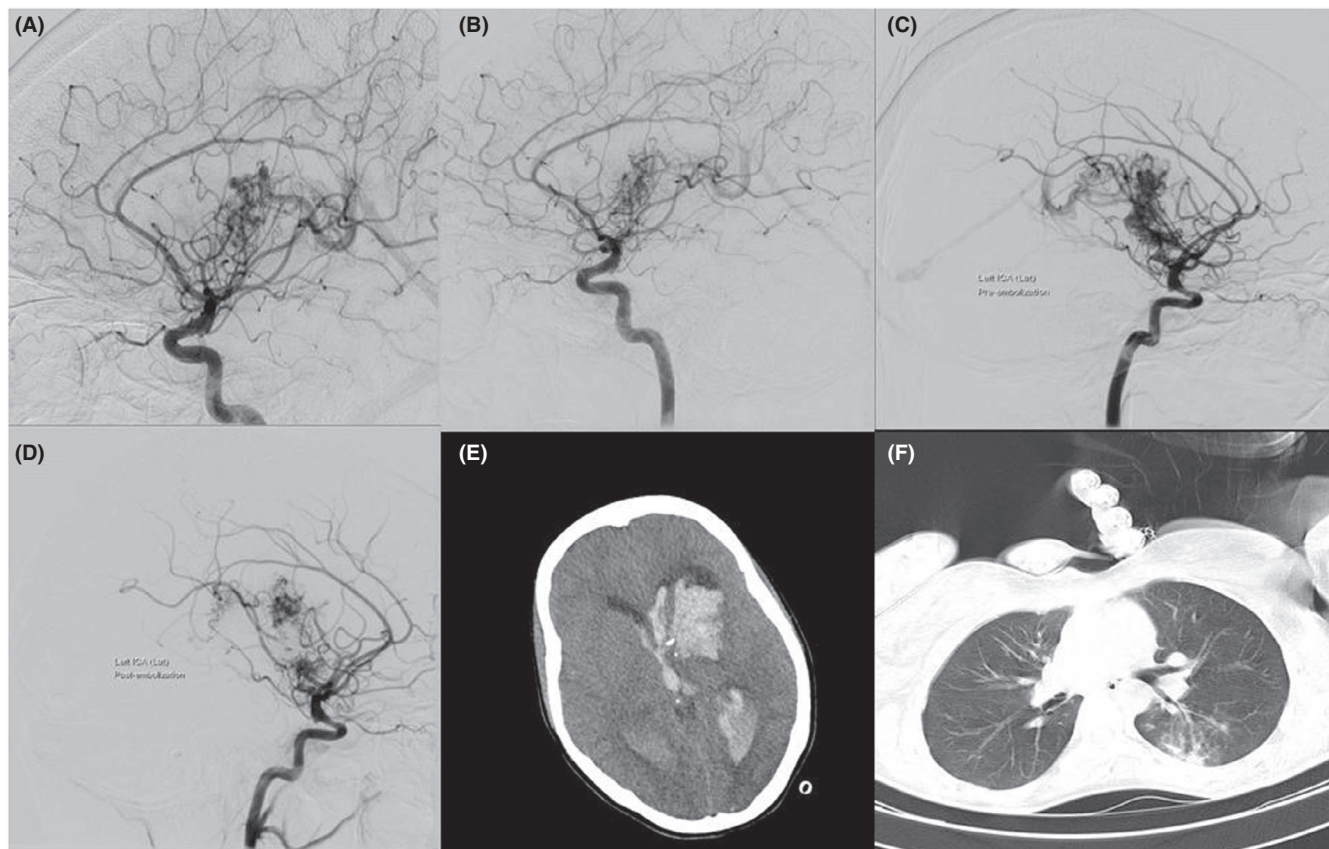 (A)
(B)
(C)
Left ICA (Lat)
Pre-embolization
(D)
Left ICA (Lat)
Post-embolization
(E)
(F)